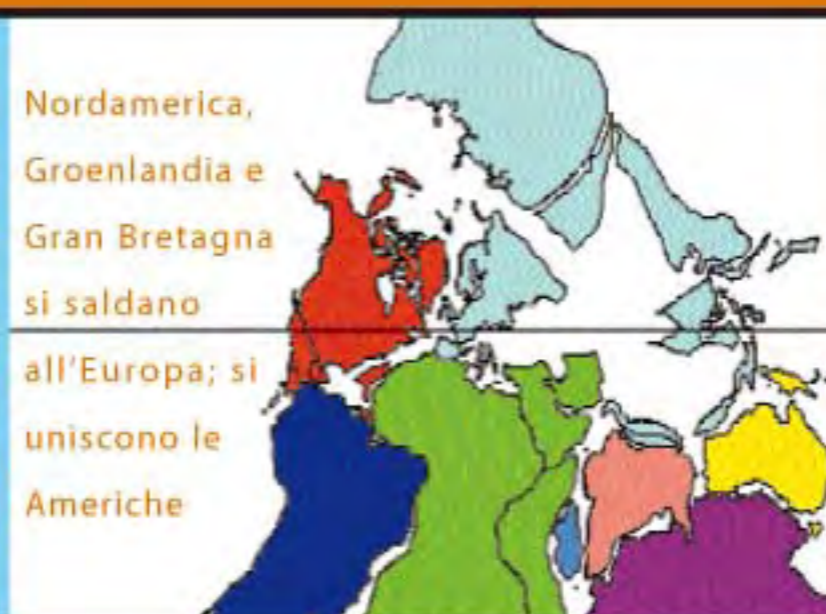 Nordamerica,
Groenlandia e
Gran Bretagna
si saldano
all'Europa; si
uniscono le
Americhe